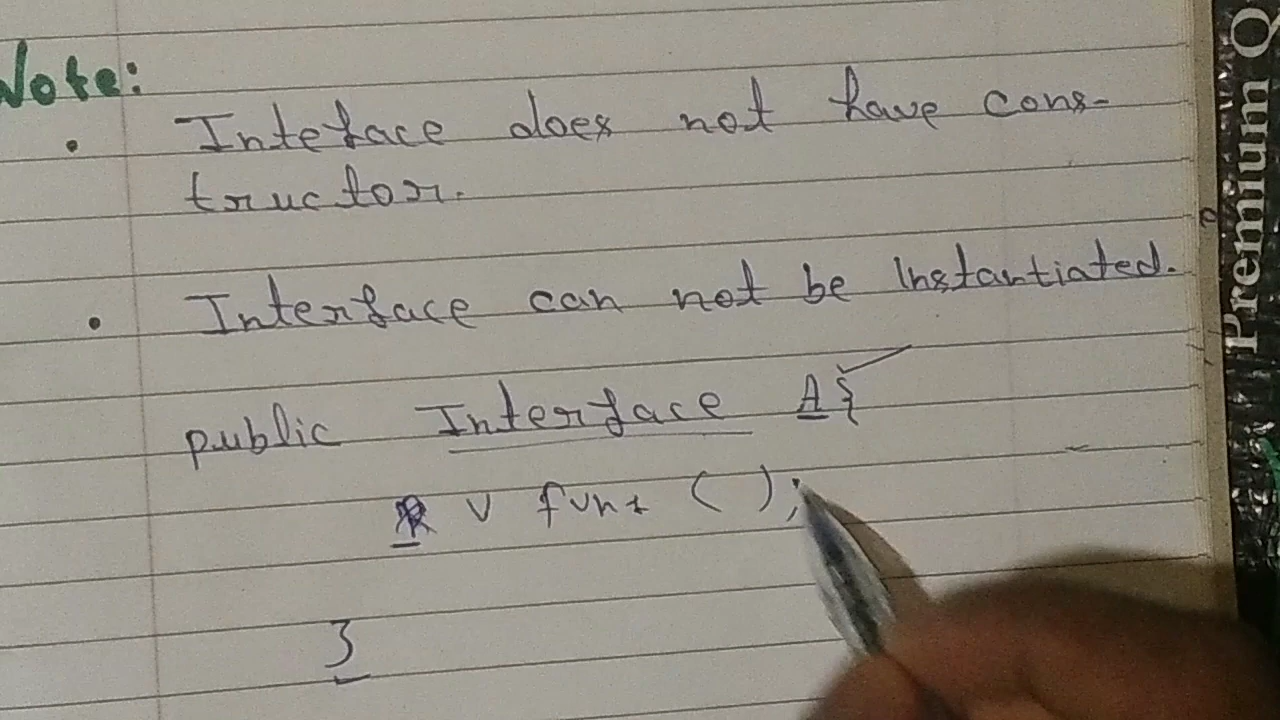 Note:
• Inteface does not have cons-
tructor.
• Interface can not be Instantiated.
public Interface A{
v fun1 ( );
}
Premium Q